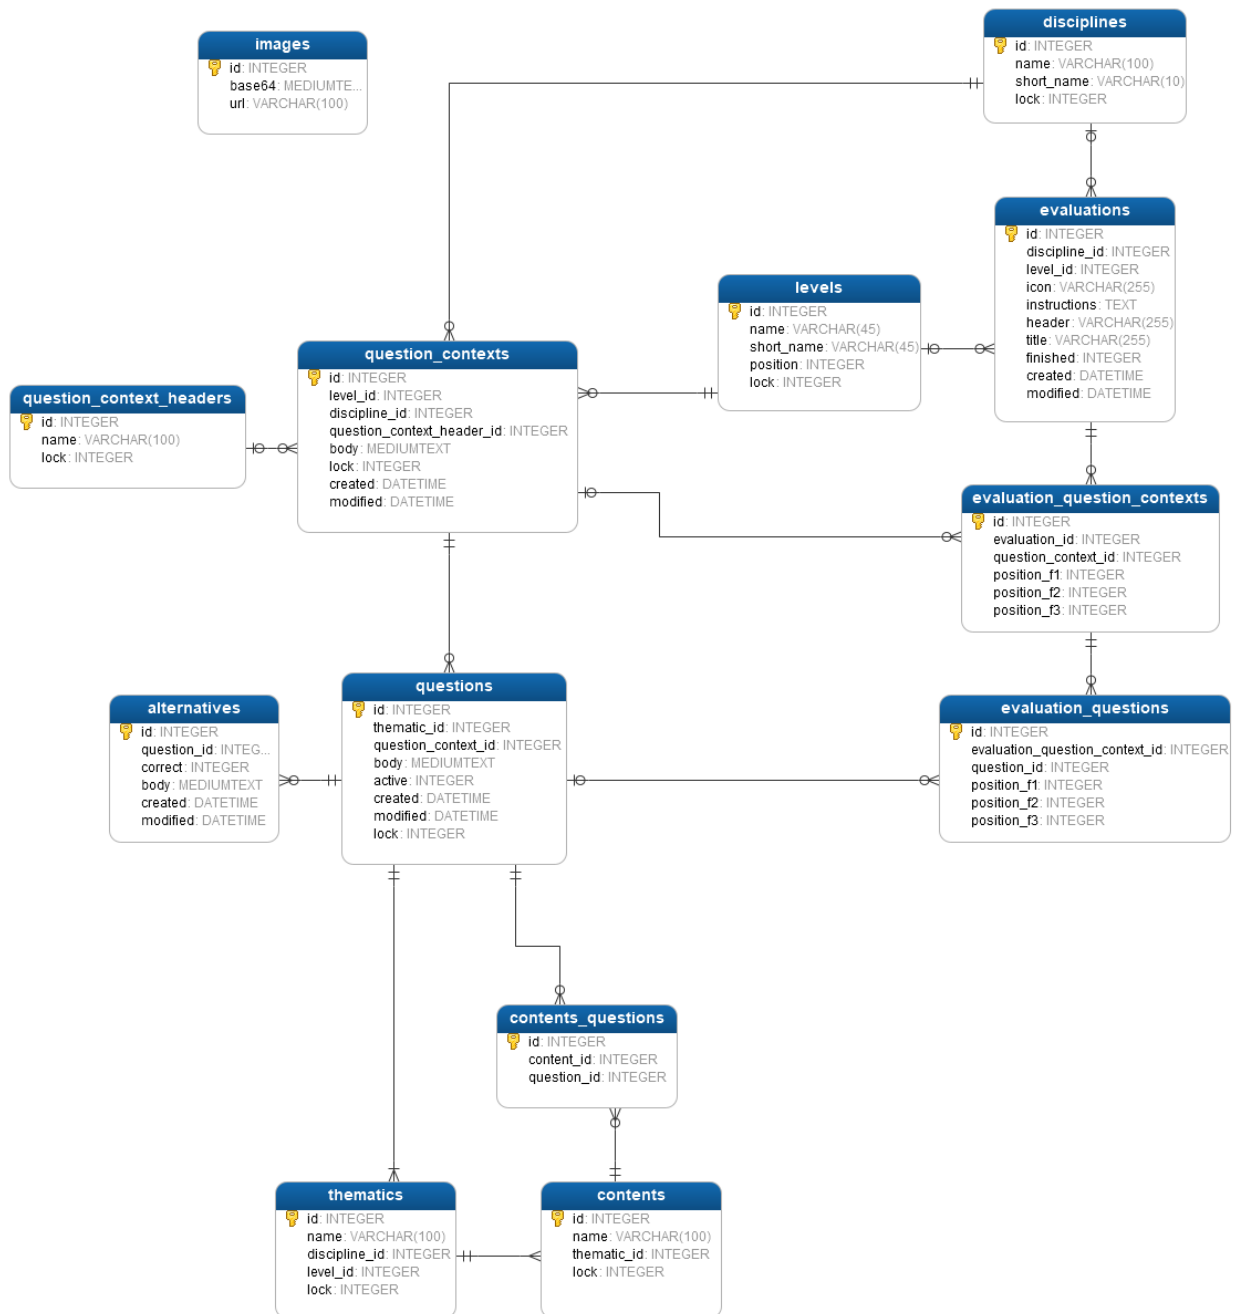 images
id: INTEGER
base64: MEDIUMTE...
url: VARCHAR(100)
disciplines
id: INTEGER
name: VARCHAR(100)
short_name: VARCHAR(10)
lock: INTEGER
evaluations
id: INTEGER
discipline_id: INTEGER
level_id: INTEGER
icon: VARCHAR(255)
instructions: TEXT
header: VARCHAR(255)
title: VARCHAR(255)
finished: INTEGER
created: DATETIME
modified: DATETIME
levels
id: INTEGER
name: VARCHAR(45)
short_name: VARCHAR(45)
position: INTEGER
lock: INTEGER
question_contexts
id: INTEGER
level_id: INTEGER
discipline_id: INTEGER
question_context_header_id: INTEGER
body: MEDIUMTEXT
lock: INTEGER
created: DATETIME
modified: DATETIME
question_context_headers
id: INTEGER
name: VARCHAR(100)
lock: INTEGER
evaluation_question_contexts
id: INTEGER
evaluation_id: INTEGER
question_context_id: INTEGER
position_f1: INTEGER
position_f2: INTEGER
position_f3: INTEGER
questions
id: INTEGER
thematic_id: INTEGER
question_context_id: INTEGER
body: MEDIUMTEXT
active: INTEGER
created: DATETIME
modified: DATETIME
lock: INTEGER
alternatives
id: INTEGER
question_id: INTEG...
correct: INTEGER
body: MEDIUMTEXT
created: DATETIME
modified: DATETIME
evaluation_questions
id: INTEGER
evaluation_question_context_id: INTEGER
question_id: INTEGER
position_f1: INTEGER
position_f2: INTEGER
position_f3: INTEGER
contents_questions
id: INTEGER
content_id: INTEGER
question_id: INTEGER
thematics
id: INTEGER
name: VARCHAR(100)
discipline_id: INTEGER
level_id: INTEGER
lock: INTEGER
contents
id: INTEGER
name: VARCHAR(100)
thematic_id: INTEGER
lock: INTEGER